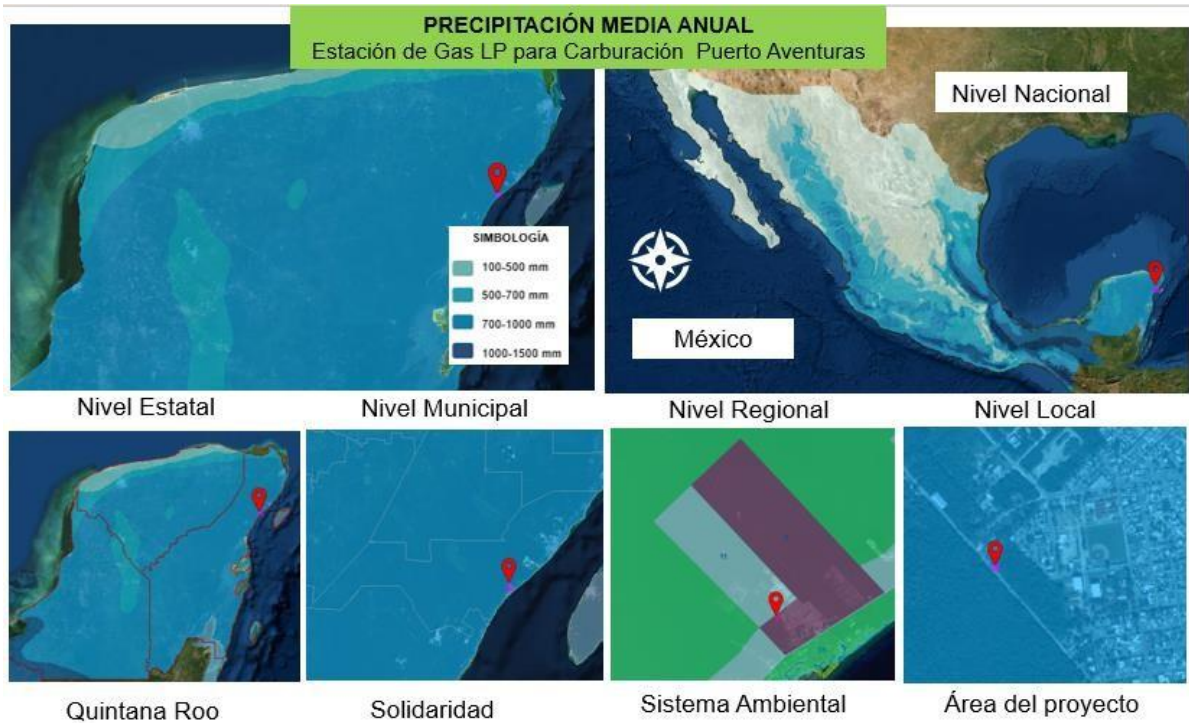 PRECIPITACIÓN MEDIA ANUAL
Estación de Gas LP para Carburación Puerto Aventuras
Nivel Nacional
SIMBOLOGÍA
100-500 mm
500-700 mm
700-1000 mm
1000-1500 mm
México
Nivel Estatal
Nivel Municipal
Nivel Regional
Nivel Local
Quintana Roo
Solidaridad
Sistema Ambiental
Área del proyecto